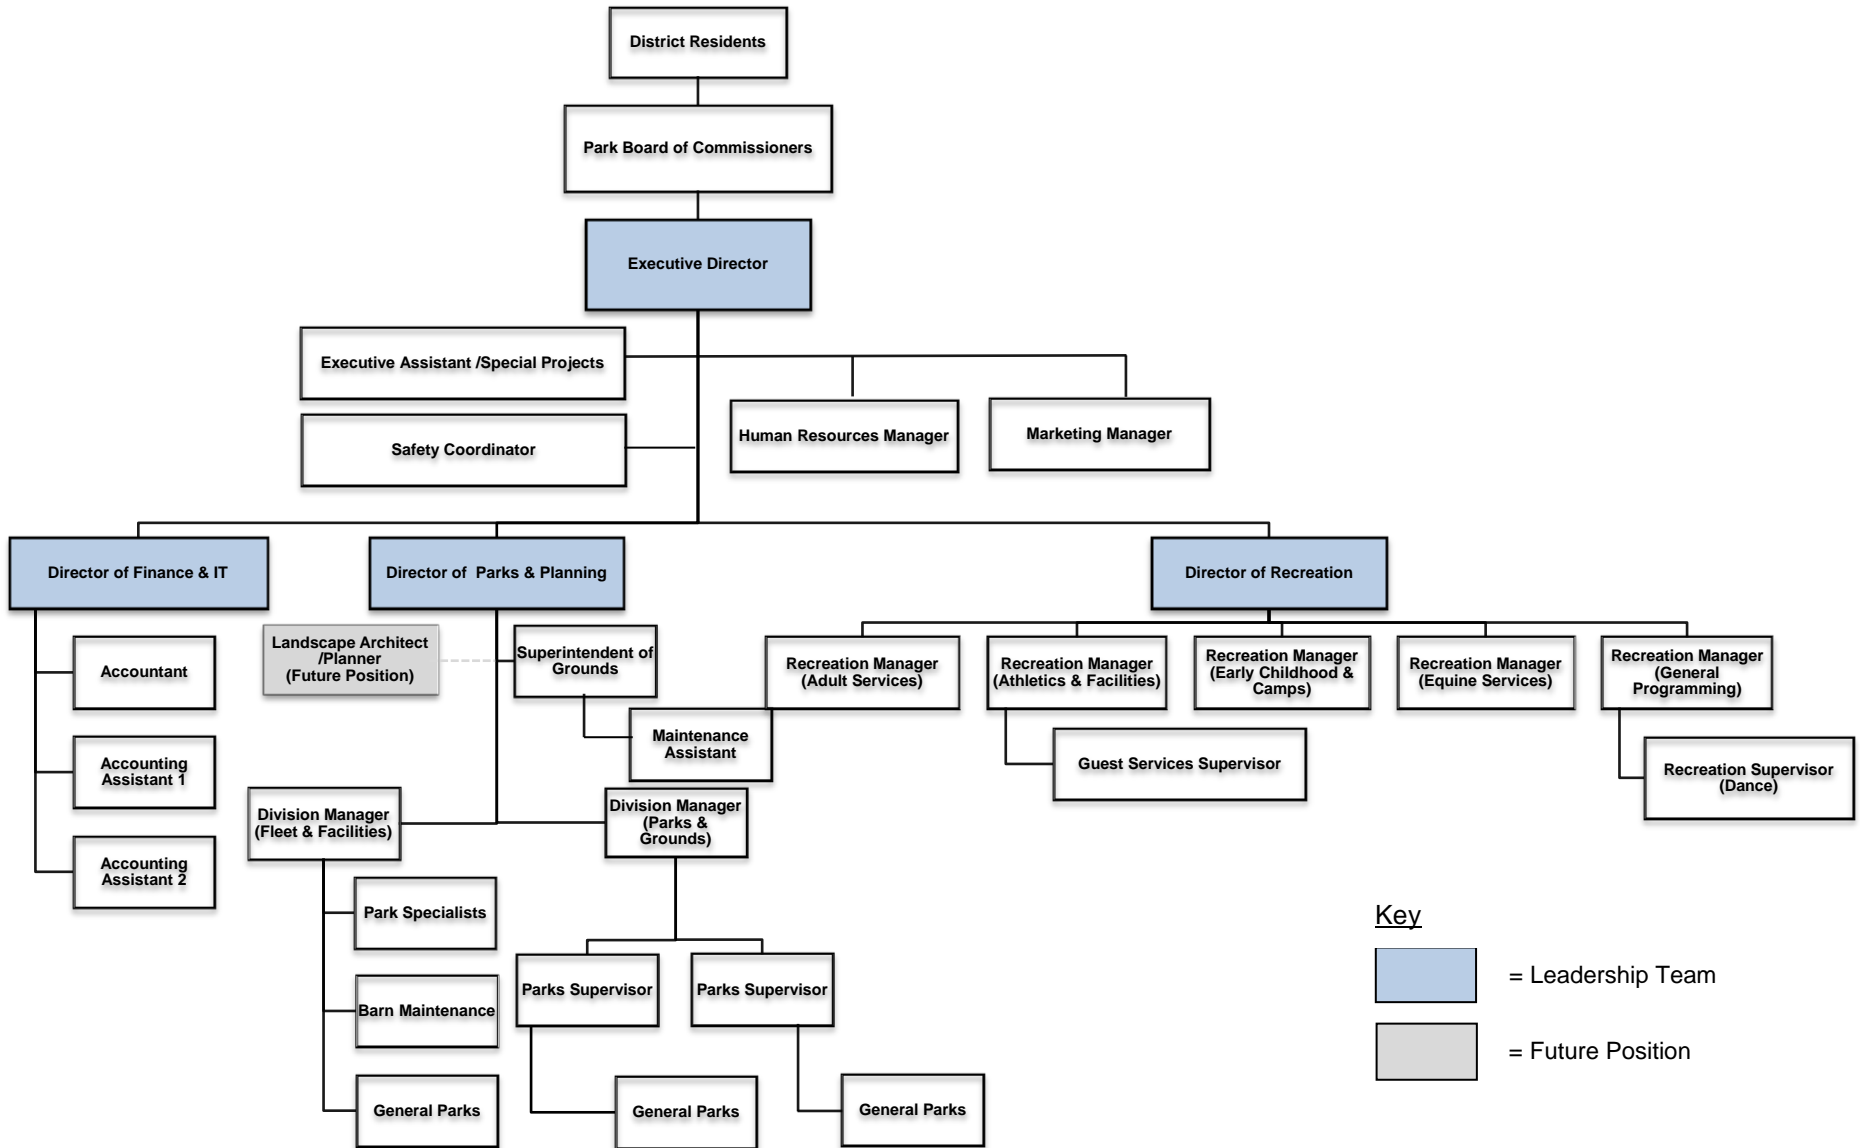 District Residents
Park Board of Commissioners
Executive Director
Executive Assistant /Special Projects
Safety Coordinator
Human Resources Manager
Marketing Manager
Director of Finance & IT
Director of Parks & Planning
Director of Recreation
Accountant
Accounting
Assistant 1
Accounting
Assistant 2
Landscape Architect
/Planner
(Future Position)
Superintendent of
Grounds
Maintenance
Assistant
Division Manager
(Fleet & Facilities)
Division Manager
(Parks &
Grounds)
Park Specialists
Barn Maintenance
General Parks
Parks Supervisor
Parks Supervisor
General Parks
General Parks
Recreation Manager
(Adult Services)
Recreation Manager
(Athletics & Facilities)
Recreation Manager
(Early Childhood &
Camps)
Recreation Manager
(Equine Services)
Recreation Manager
(General
Programming)
Guest Services Supervisor
Recreation Supervisor
(Dance)
Key
= Leadership Team
= Future Position